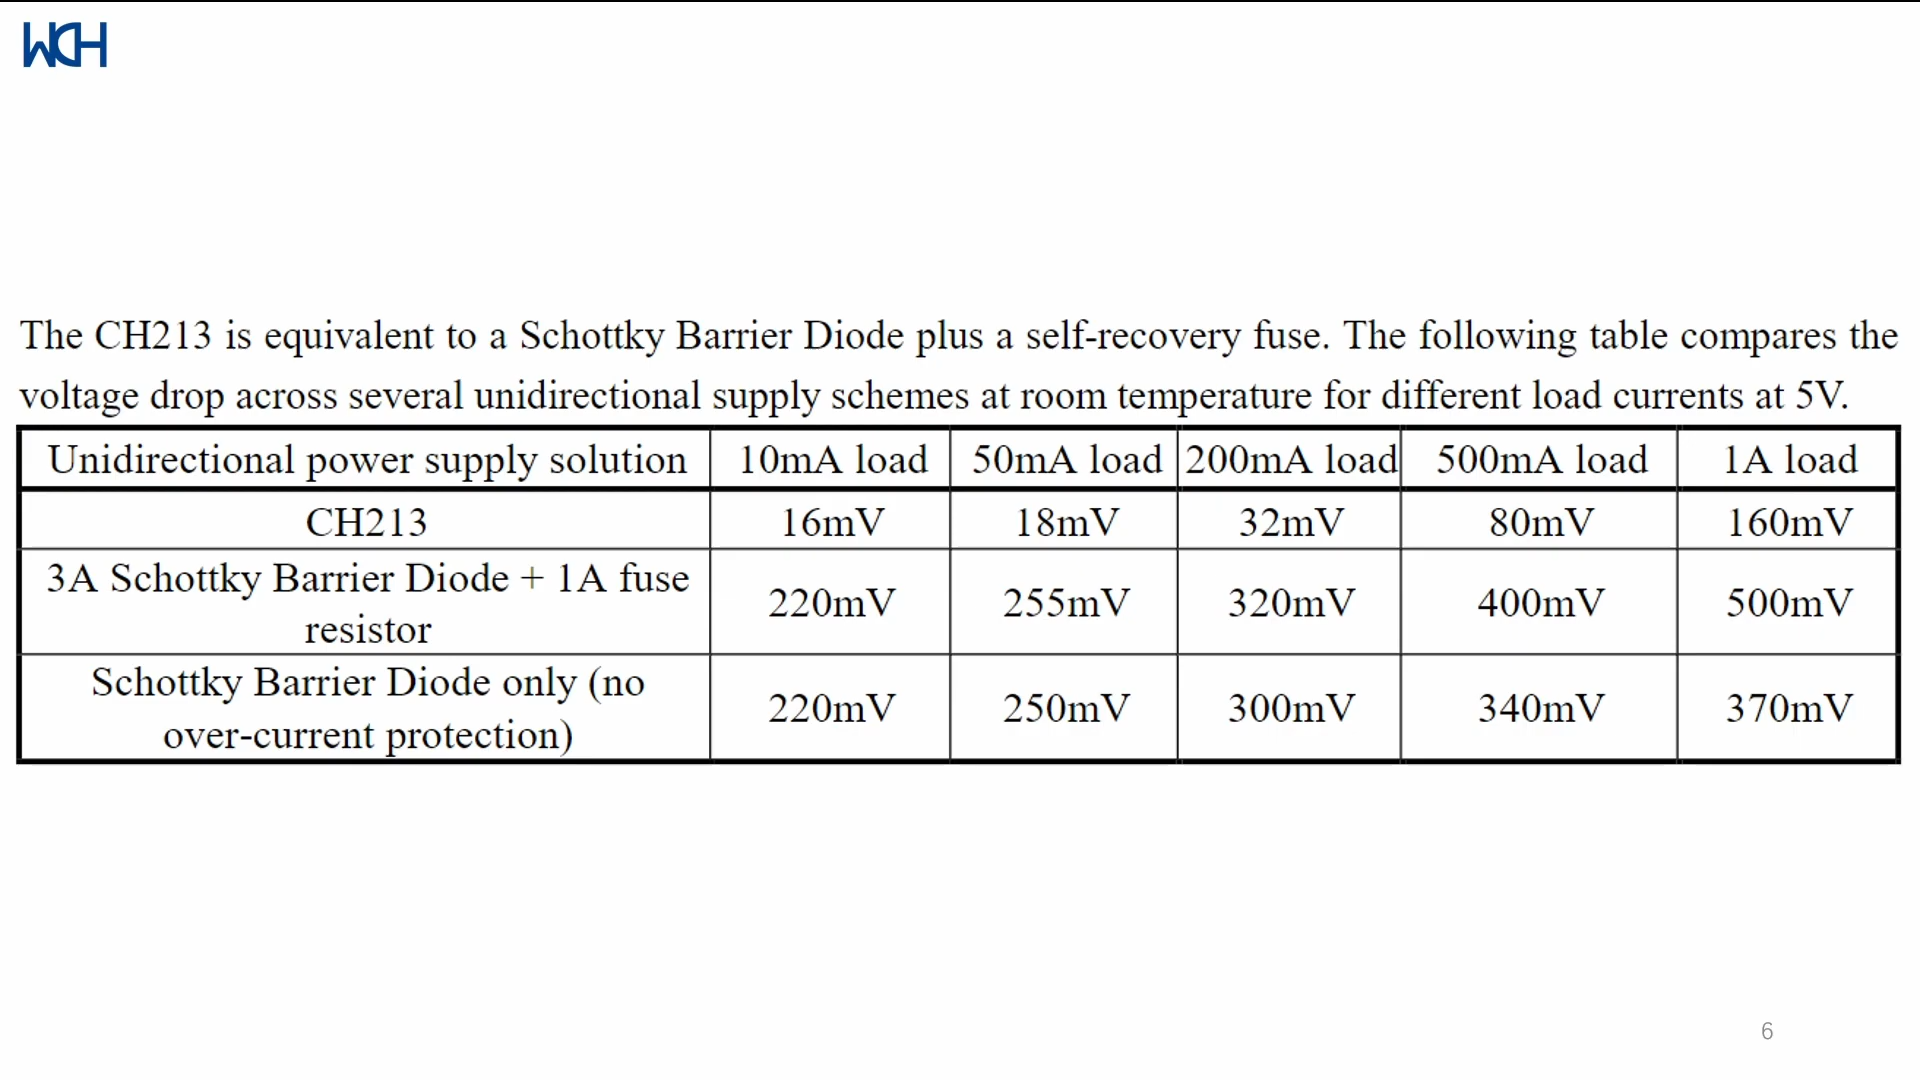 WCH
The CH213 is equivalent to a Schottky Barrier Diode plus a self-recovery fuse. The following table compares the
voltage drop across several unidirectional supply schemes at room temperature for different load currents at 5V.
Unidirectional power supply solution 10mA load 50mA load 200mA load 500mA load 1A load
CH213 16mV 18mV 32mV 80mV 160mV
3A Schottky Barrier Diode + 1A fuse
resistor 220mV 255mV 320mV 400mV 500mV
Schottky Barrier Diode only (no
over-current protection) 220mV 250mV 300mV 340mV 370mV
6